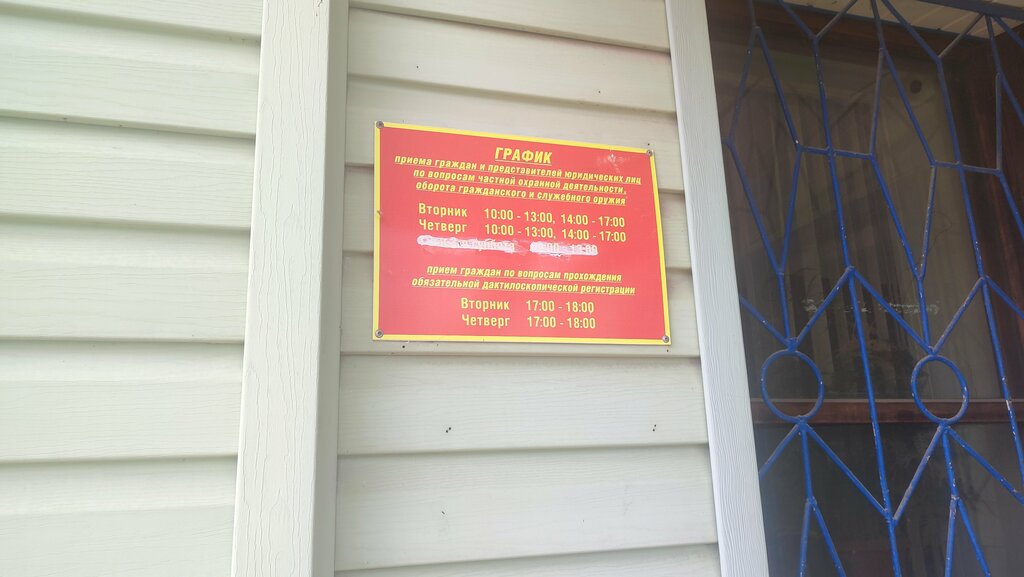 ГРАФИК
приема граждан и представителей юридических лиц
по вопросам частной охранной деятельности,
оборота гражданского и служебного оружия
Вторник 10:00 - 13:00, 14:00 - 17:00
Четверг 10:00 - 13:00, 14:00 - 17:00
прием граждан по вопросам прохождения
обязательной дактилоскопической регистрации
Вторник 17:00 - 18:00
Четверг 17:00 - 18:00